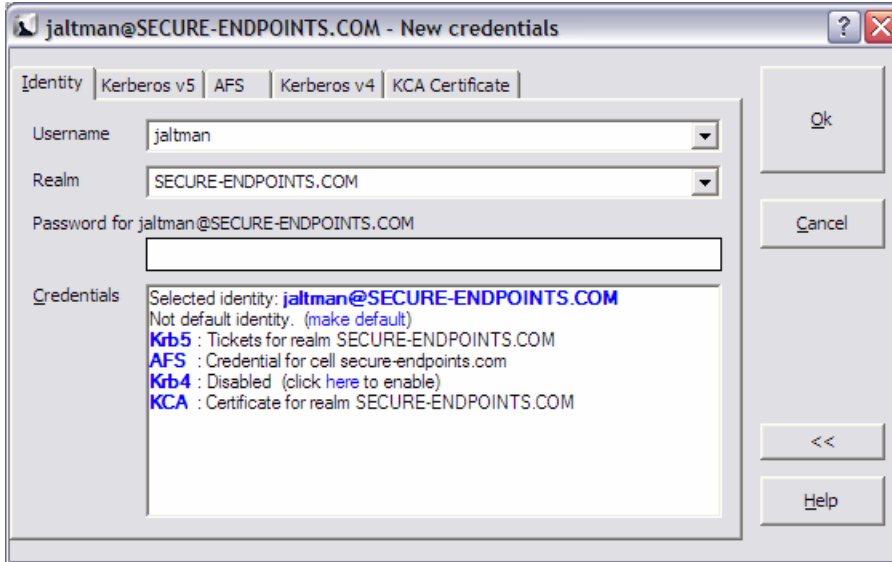 jaltman@SECURE-ENDPOINTS.COM - New credentials
Identity Kerberos v5 AFS Kerberos v4 KCA Certificate
Username jaltman
Realm SECURE-ENDPOINTS.COM
Password for jaltman@SECURE-ENDPOINTS.COM
Credentials
Selected identity: jaltman@SECURE-ENDPOINTS.COM
Not default identity. (make default)
Krb5 : Tickets for realm SECURE-ENDPOINTS.COM
AFS : Credential for cell secure-endpoints.com
Krb4 : Disabled (click here to enable)
KCA : Certificate for realm SECURE-ENDPOINTS.COM
Ok
Cancel
<<
Help